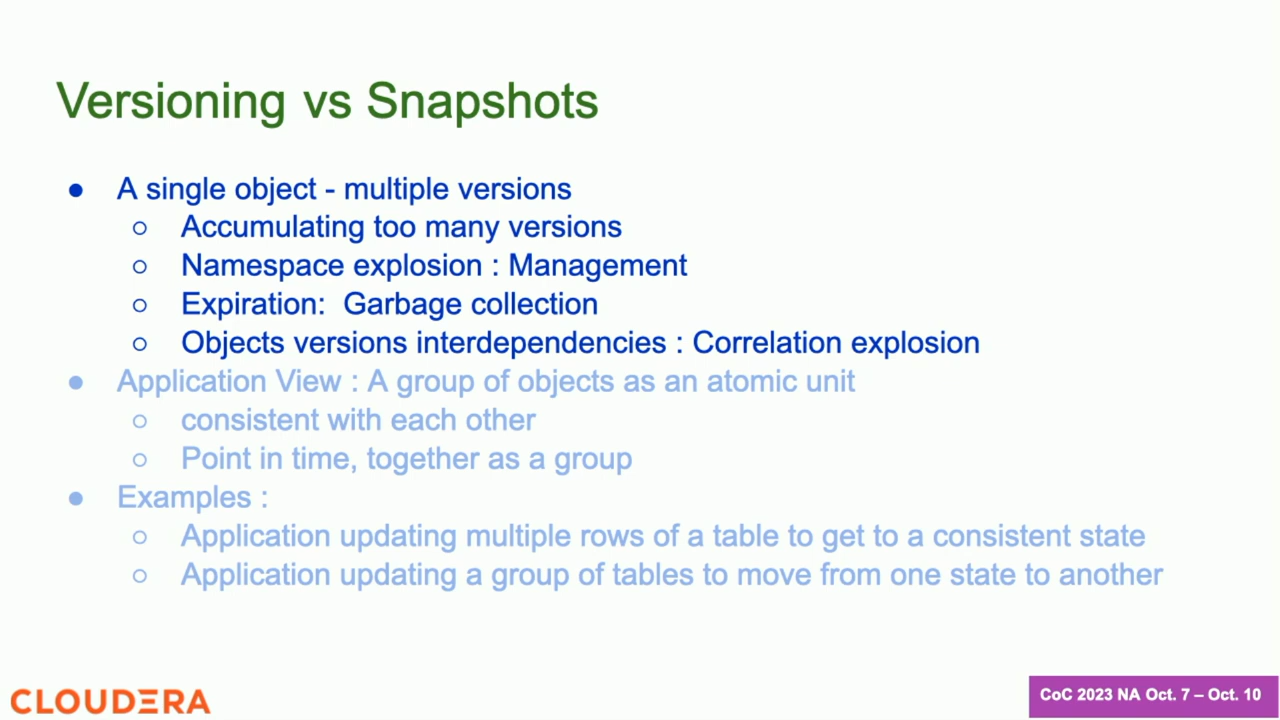 Versioning vs Snapshots
● A single object - multiple versions
○ Accumulating too many versions
○ Namespace explosion : Management
○ Expiration:  Garbage collection
○ Objects versions interdependencies : Correlation explosion
● Application View : A group of objects as an atomic unit
○ consistent with each other
○ Point in time, together as a group
● Examples :
○ Application updating multiple rows of a table to get to a consistent state
○ Application updating a group of tables to move from one state to another
CLOUDERA
CoC 2023 NA Oct. 7 – Oct. 10